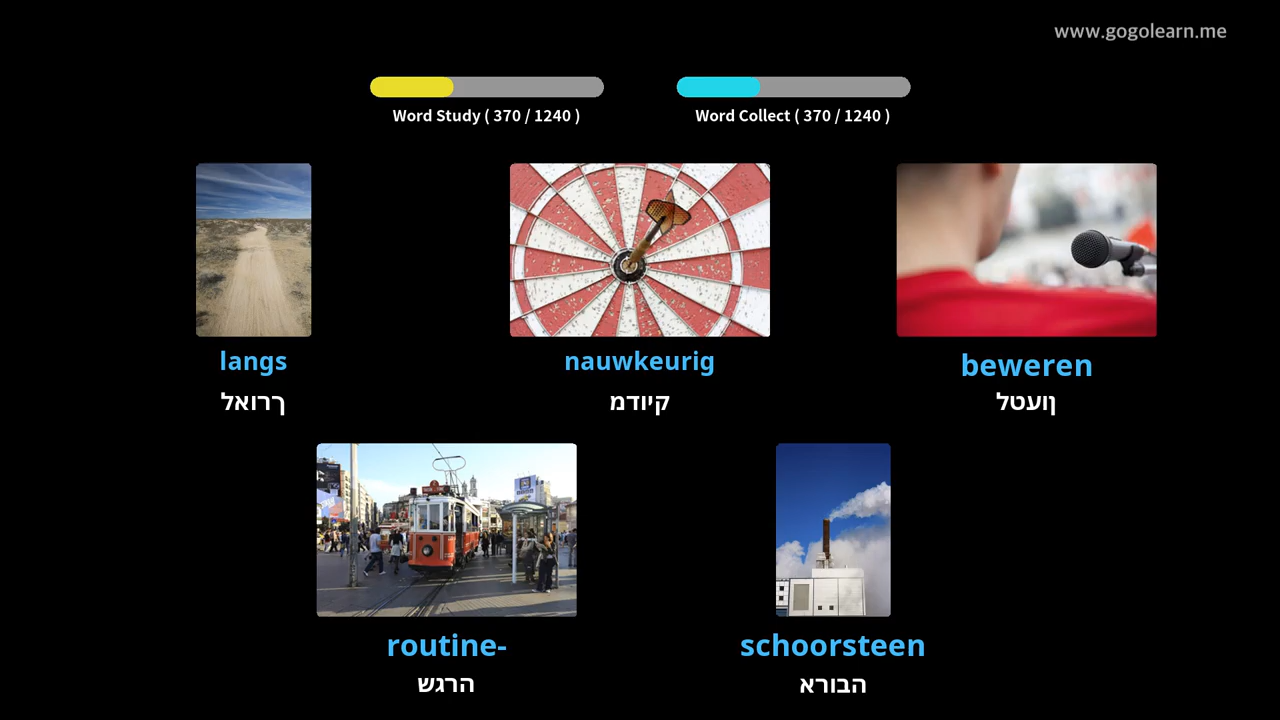 www.gogolearn.me
Word Study ( 370 / 1240 )
Word Collect ( 370 / 1240 )
langs
ךרואל
nauwkeurig
קיודמ
beweren
ןועטל
routine-
הרגש
schoorsteen
הבורא